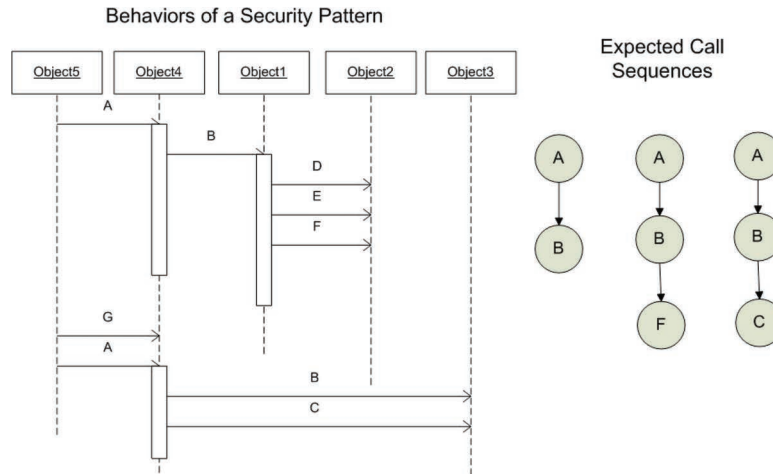 Behaviors of a Security Pattern
Expected Call
Sequences
Object5
Object4
Object1
Object2
Object3
A
B
D
E
F
G
A
B
C
A
B
A
B
F
A
B
C